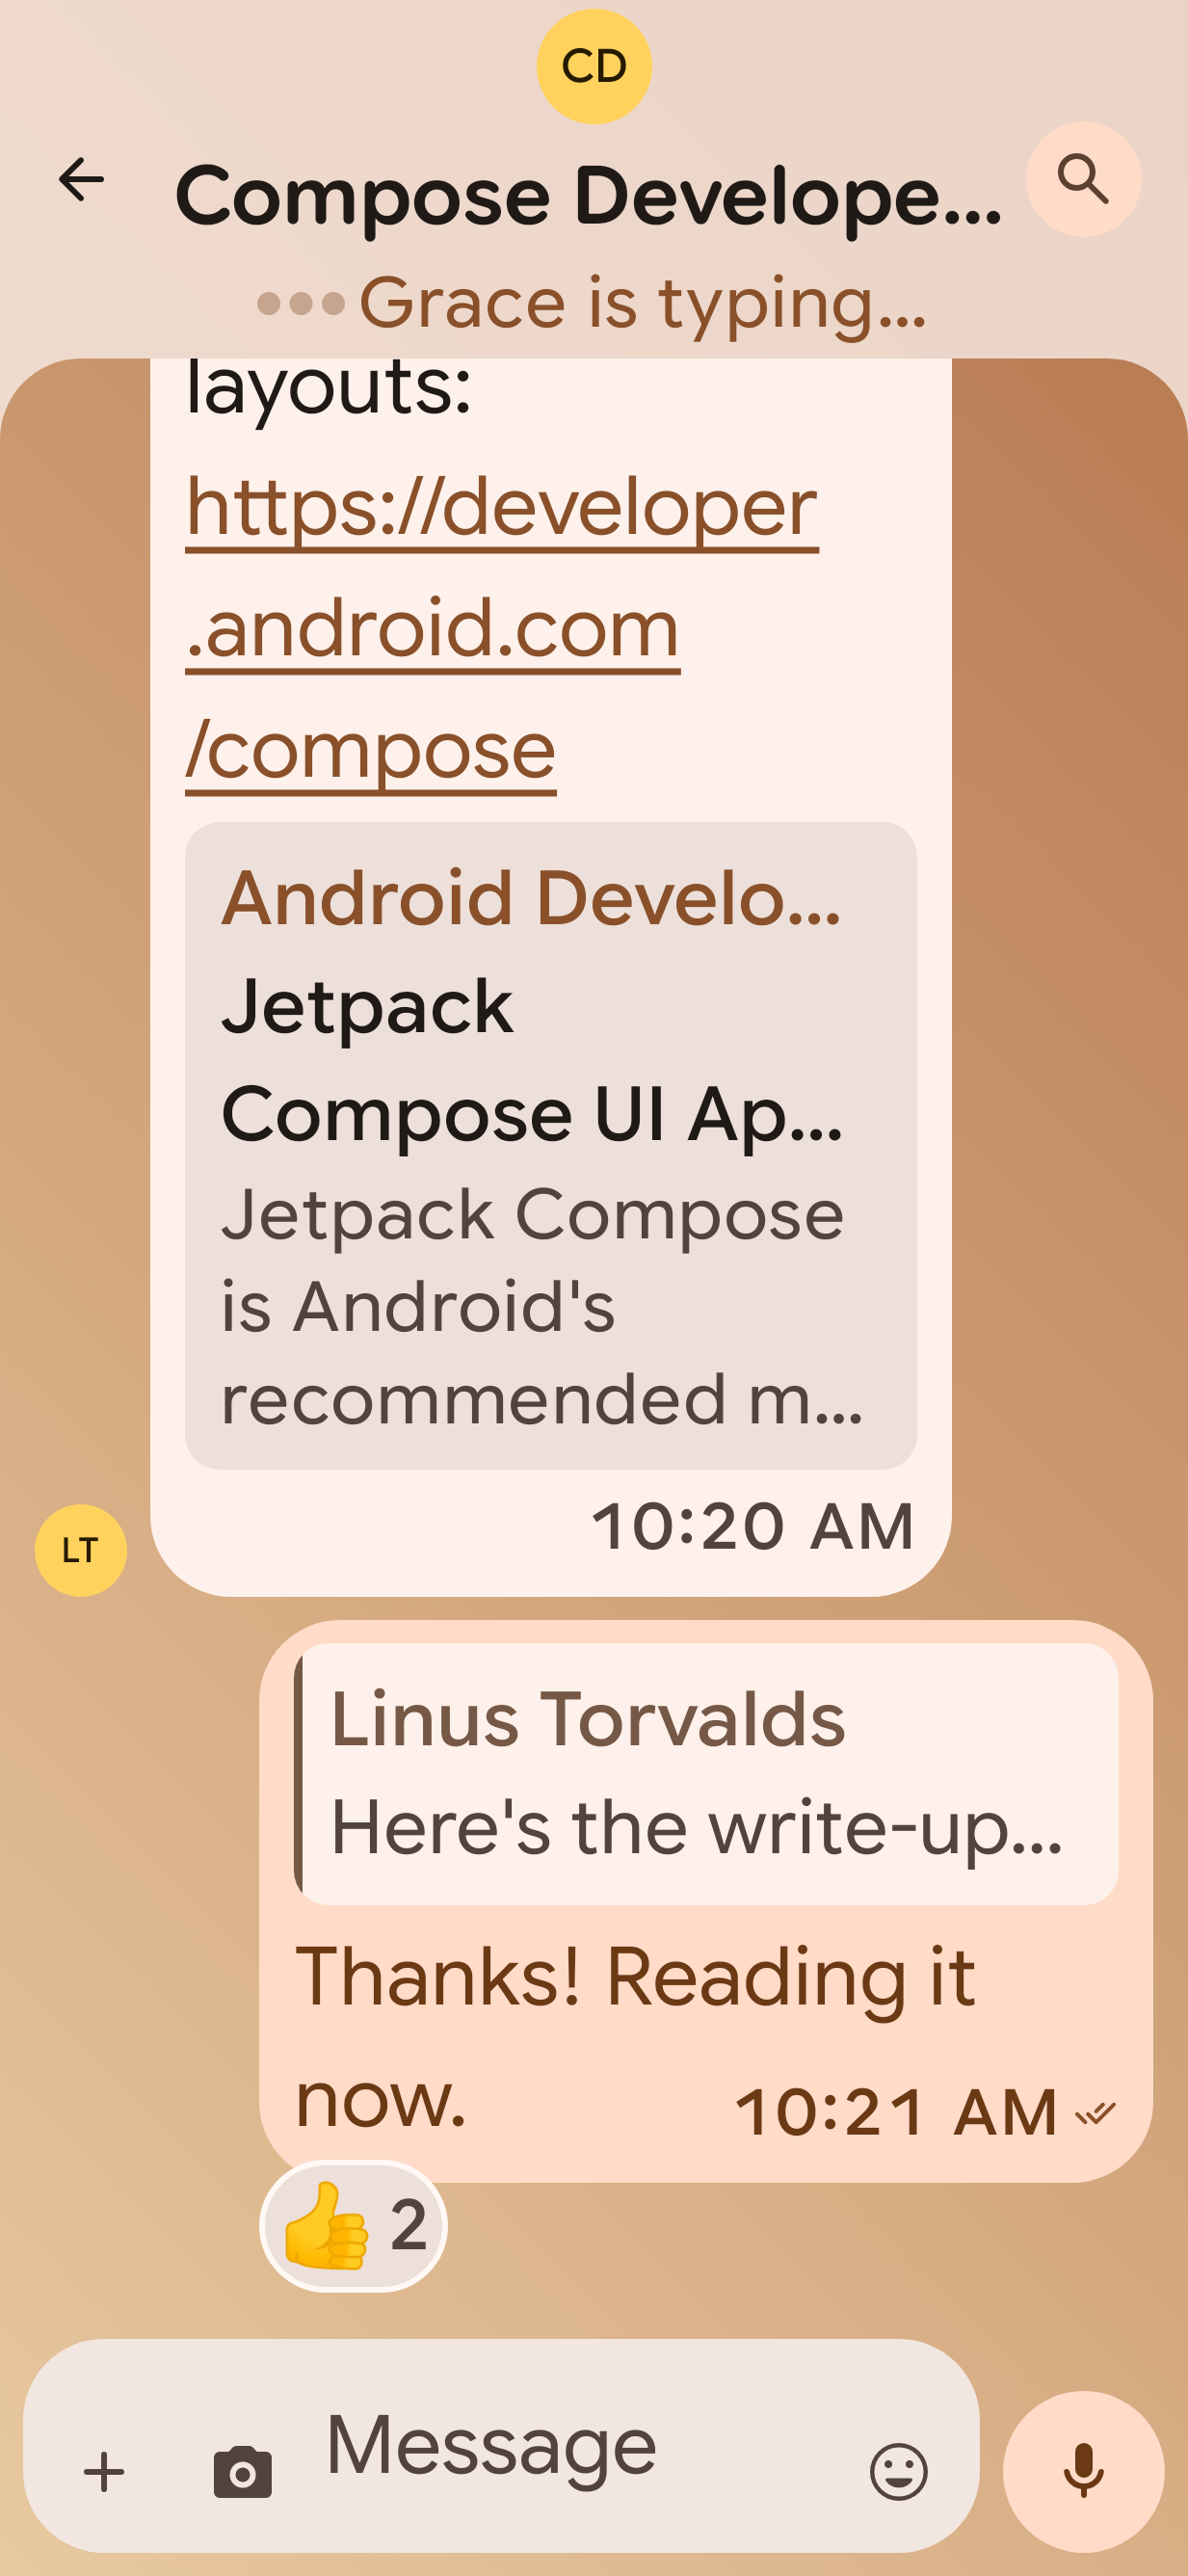 CD
Compose Develope...
Grace is typing...
layouts:
https://developer
.android.com
/compose
Android Develo...
Jetpack
Compose UI Ap...
Jetpack Compose
is Android's
recommended m...
10:20 AM
LT
Linus Torvalds
Here's the write-up...
Thanks! Reading it
now.
10:21 AM
👍 2
Message